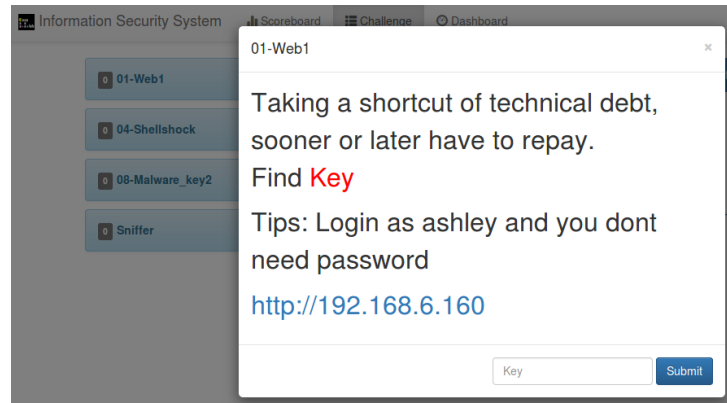 Information Security System
Scoreboard
Challenge
Dashboard
01-Web1
×
0 01-Web1
Taking a shortcut of technical debt,
sooner or later have to repay.
0 04-Shellshock
Find Key
0 08-Malware_key2
Tips: Login as ashley and you dont
need password
0 Sniffer
http://192.168.6.160
Key
Submit